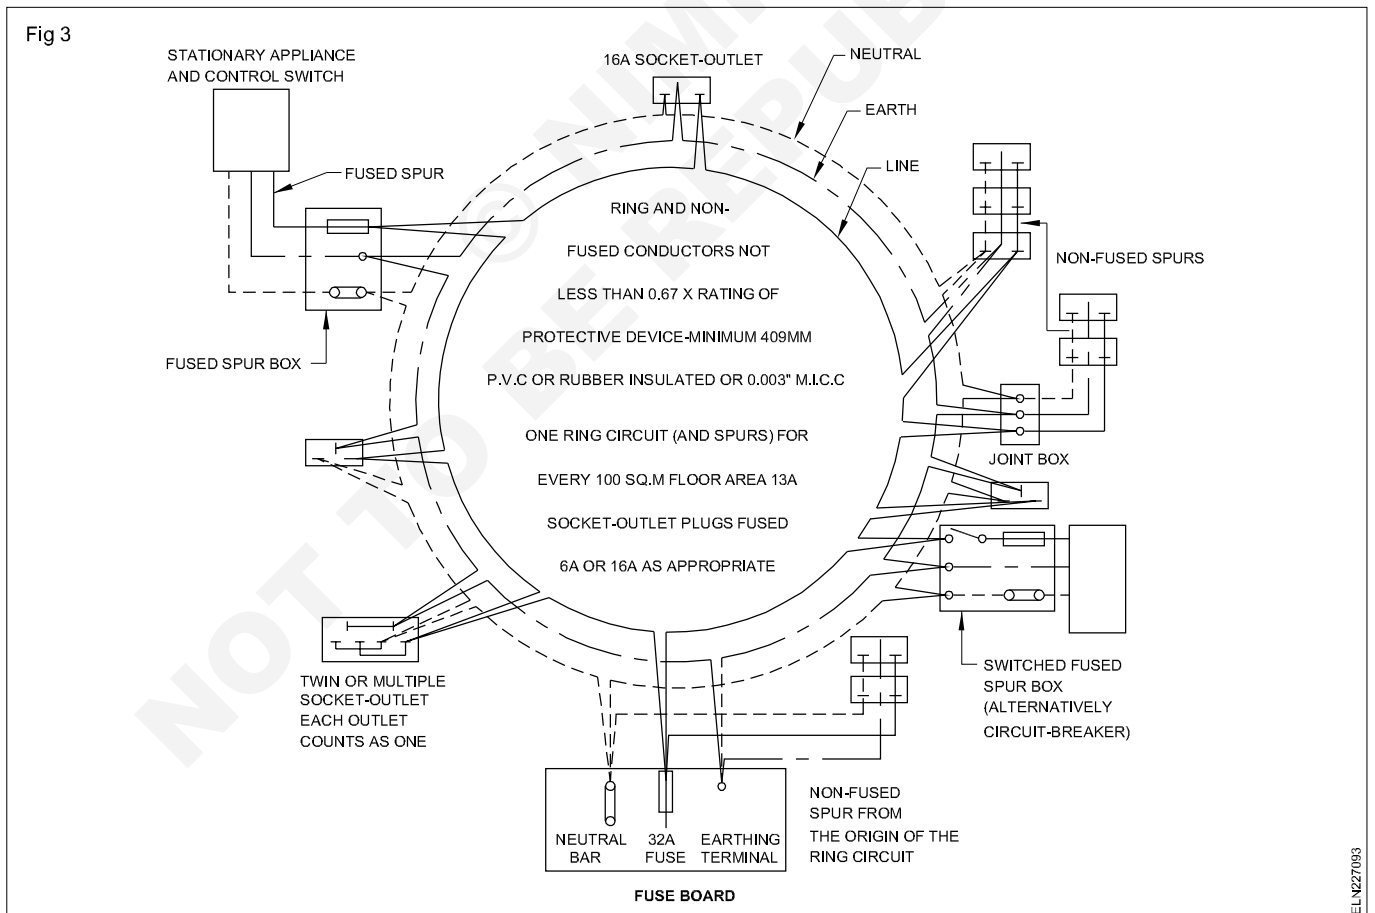 Fig 3
STATIONARY APPLIANCE
AND CONTROL SWITCH
16A SOCKET-OUTLET
NEUTRAL
EARTH
LINE
FUSED SPUR
FUSED SPUR BOX
RING AND NON-
FUSED CONDUCTORS NOT
LESS THAN 0.67 X RATING OF
PROTECTIVE DEVICE-MINIMUM 409MM
P.V.C OR RUBBER INSULATED OR 0.003" M.I.C.C
ONE RING CIRCUIT (AND SPURS) FOR
EVERY 100 SQ.M FLOOR AREA 13A
SOCKET-OUTLET PLUGS FUSED
6A OR 16A AS APPROPRIATE
NON-FUSED SPURS
JOINT BOX
SWITCHED FUSED
SPUR BOX
(ALTERNATIVELY
CIRCUIT-BREAKER)
TWIN OR MULTIPLE
SOCKET-OUTLET
EACH OUTLET
COUNTS AS ONE
NON-FUSED
SPUR FROM
THE ORIGIN OF THE
RING CIRCUIT
NEUTRAL
BAR
32A
FUSE
EARTHING
TERMINAL
FUSE BOARD
ELN227093
© NIM
NOT TO BE REPUB